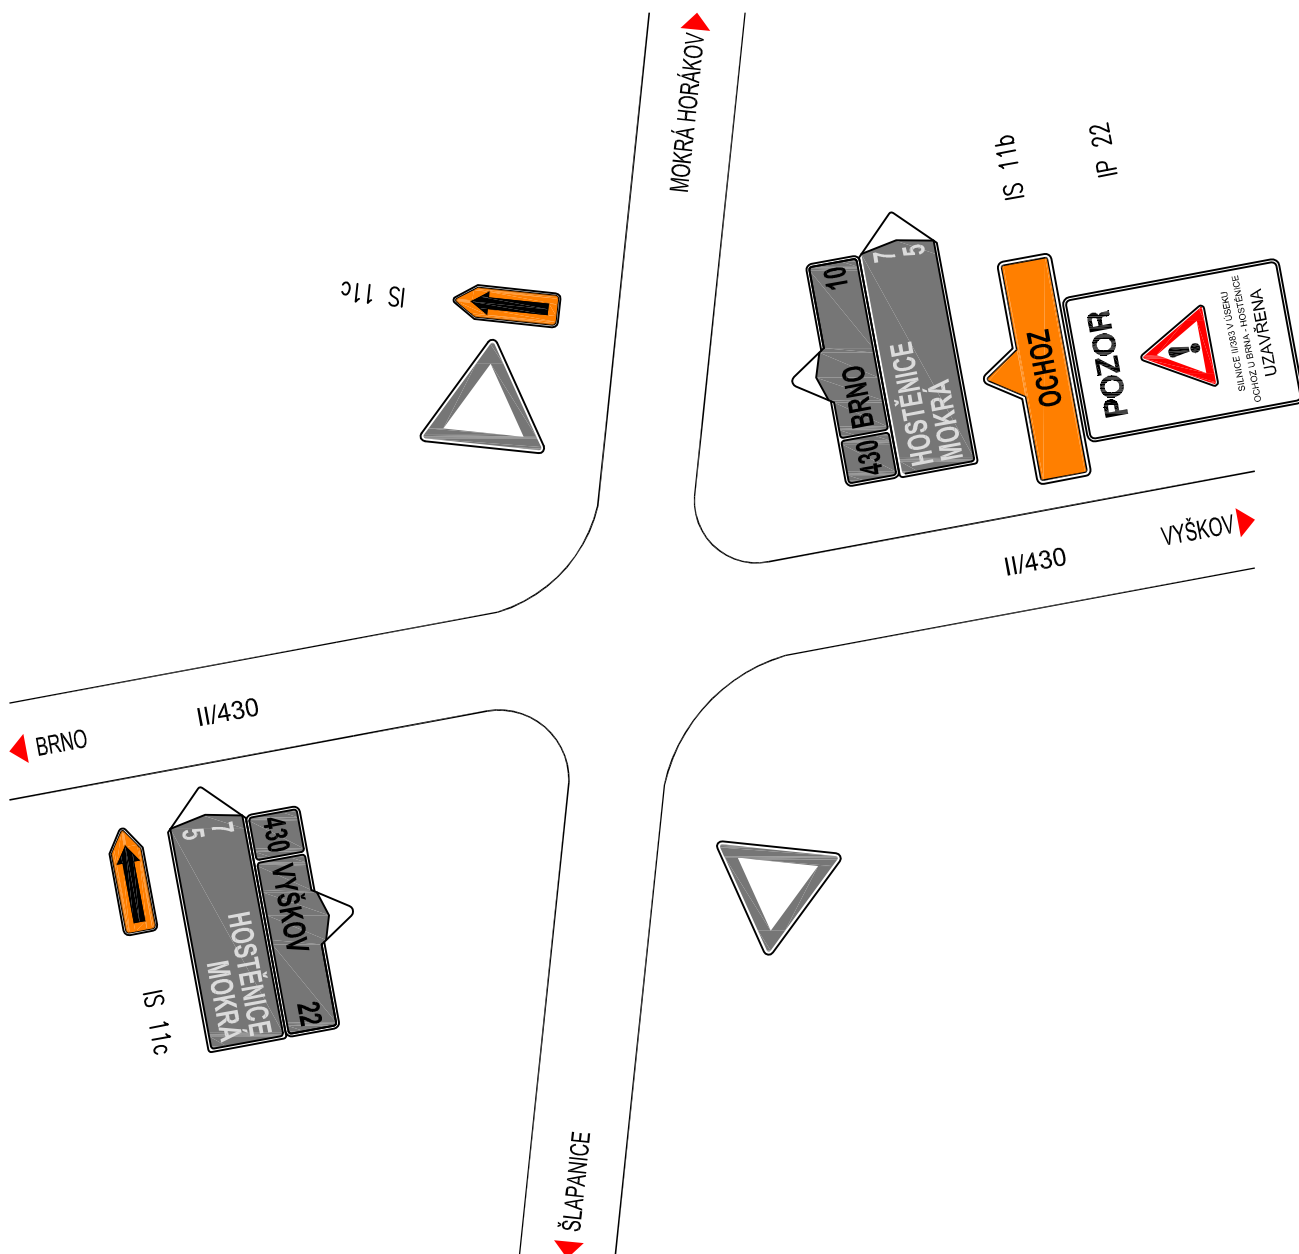 MOKRÁ HORÁKOV
IS 11b
IP 22
IS 11c
10
BRNO
430
7
5
HOSTĚNICE
MOKRÁ
OCHOZ
POZOR
SILNICE II/383 V ÚSEKU
OCHOZ U BRNA - HOSTĚNICE
UZAVŘENA
VYŠKOV
II/430
II/430
BRNO
7
5
HOSTĚNICE
MOKRÁ
430
VYŠKOV
22
IS 11c
ŠLAPANICE